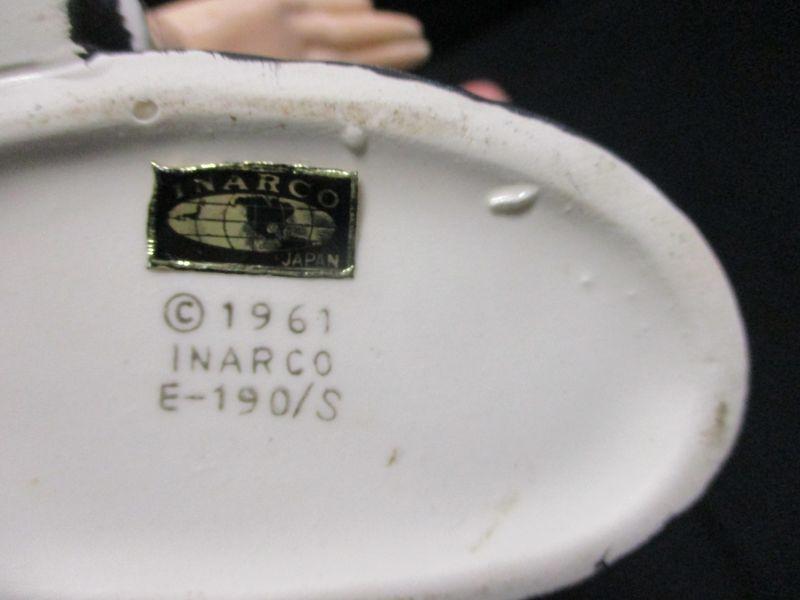 INARCO
JAPAN
© 1961
INARCO
E-190/S